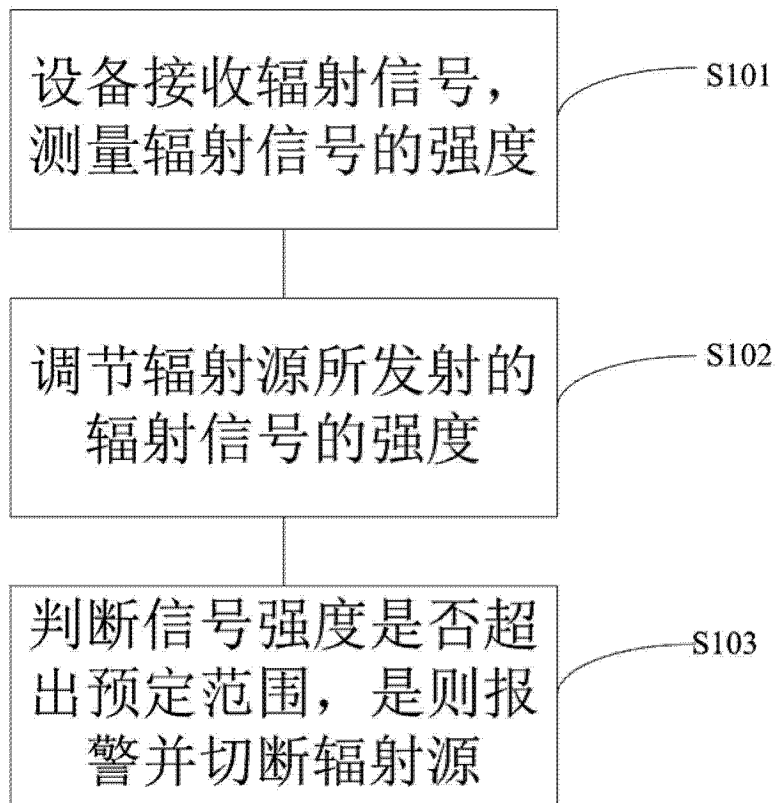 设备接收辐射信号，
测量辐射信号的强度
S101
调节辐射源所发射的
辐射信号的强度
S102
判断信号强度是否超
出预定范围，是则报
警并切断辐射源
S103